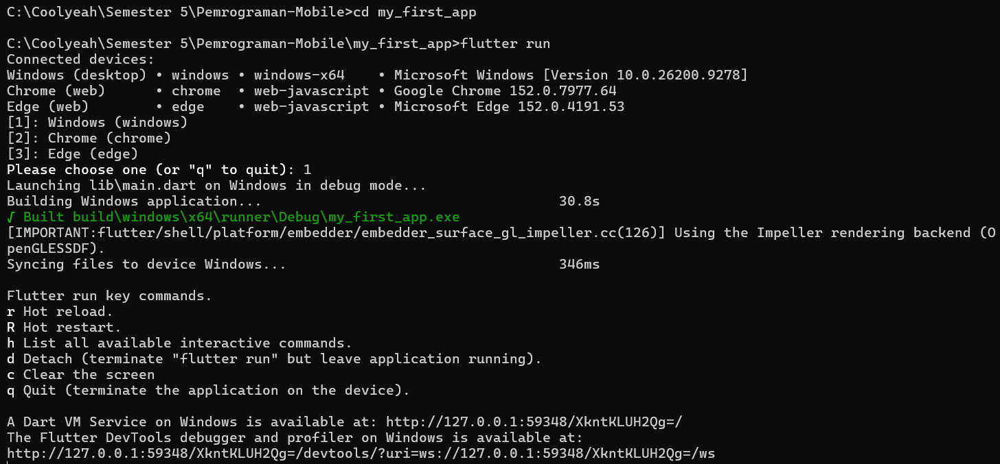 C:\Coolyeah\Semester 5\Pemrograman-Mobile>cd my_first_app
C:\Coolyeah\Semester 5\Pemrograman-Mobile\my_first_app>flutter run
Connected devices:
Windows (desktop) • windows • windows-x64    • Microsoft Windows [Version 10.0.26200.9278]
Chrome (web)      • chrome  • web-javascript • Google Chrome 152.0.7977.64
Edge (web)        • edge    • web-javascript • Microsoft Edge 152.0.4191.53
[1]: Windows (windows)
[2]: Chrome (chrome)
[3]: Edge (edge)
Please choose one (or "q" to quit): 1
Launching lib\main.dart on Windows in debug mode...
Building Windows application...                                    30.8s
√ Built build\windows\x64\runner\Debug\my_first_app.exe
[IMPORTANT:flutter/shell/platform/embedder/embedder_surface_gl_impeller.cc(126)] Using the Impeller rendering backend (O
penGLESSDF).
Syncing files to device Windows...                                 346ms
Flutter run key commands.
r Hot reload.
R Hot restart.
h List all available interactive commands.
d Detach (terminate "flutter run" but leave application running).
c Clear the screen
q Quit (terminate the application on the device).
A Dart VM Service on Windows is available at: http://127.0.0.1:59348/XkntKLUH2Qg=/
The Flutter DevTools debugger and profiler on Windows is available at:
http://127.0.0.1:59348/XkntKLUH2Qg=/devtools/?uri=ws://127.0.0.1:59348/XkntKLUH2Qg=/ws